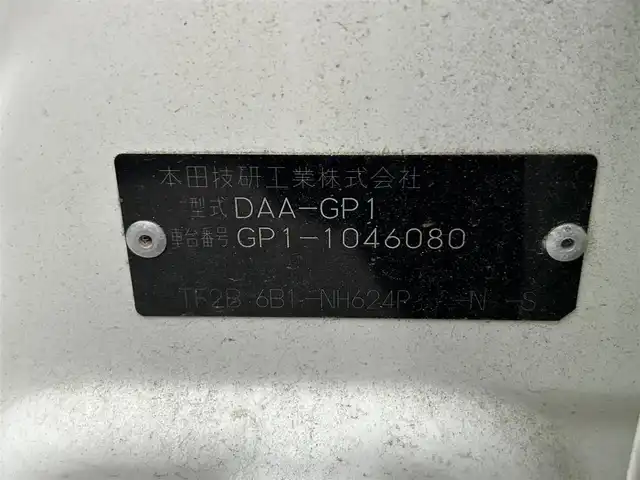 本田技研工業株式会社
型式 DAA-GP1
車台番号 GP1-1046080
TF2B 6B1-NH624P -N -S